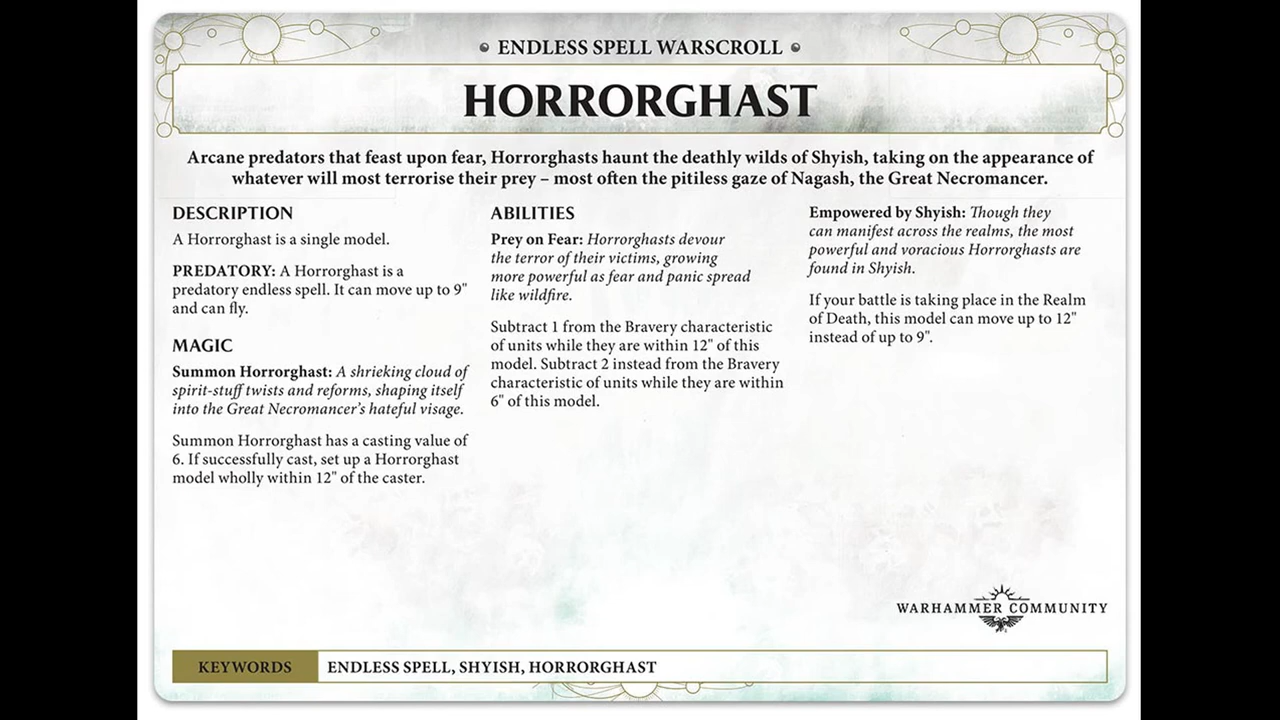 ENDLESS SPELL WARSCROLL
HORRORGHAST
Arcane predators that feast upon fear, Horrorghasts haunt the deathly wilds of Shyish, taking on the appearance of
whatever will most terrorise their prey – most often the pitiless gaze of Nagash, the Great Necromancer.
DESCRIPTION
A Horrorghast is a single model.
PREDATORY: A Horrorghast is a
predatory endless spell. It can move up to 9"
and can fly.
MAGIC
Summon Horrorghast: A shrieking cloud of
spirit-stuff twists and reforms, shaping itself
into the Great Necromancer's hateful visage.
Summon Horrorghast has a casting value of
6. If successfully cast, set up a Horrorghast
model wholly within 12" of the caster.
ABILITIES
Prey on Fear: Horrorghasts devour
the terror of their victims, growing
more powerful as fear and panic spread
like wildfire.
Subtract 1 from the Bravery characteristic
of units while they are within 12" of this
model. Subtract 2 instead from the Bravery
characteristic of units while they are within
6" of this model.
Empowered by Shyish: Though they
can manifest across the realms, the most
powerful and voracious Horrorghasts are
found in Shyish.
If your battle is taking place in the Realm
of Death, this model can move up to 12"
instead of up to 9".
WARHAMMER COMMUNITY
KEYWORDS
ENDLESS SPELL, SHYISH, HORRORGHAST